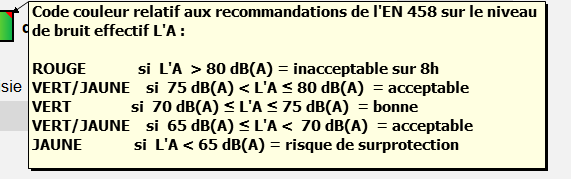 Code couleur relatif aux recommandations de l'EN 458 sur le niveau
de bruit effectif L'A :
ROUGE si L'A > 80 dB(A) = inacceptable sur 8h
VERT/JAUNE si 75 dB(A) < L'A ≤ 80 dB(A) = acceptable
sie
VERT si 70 dB(A) ≤ L'A ≤ 75 dB(A) = bonne
VERT/JAUNE si 65 dB(A) ≤ L'A < 70 dB(A) = acceptable
JAUNE si L'A < 65 dB(A) = risque de surprotection